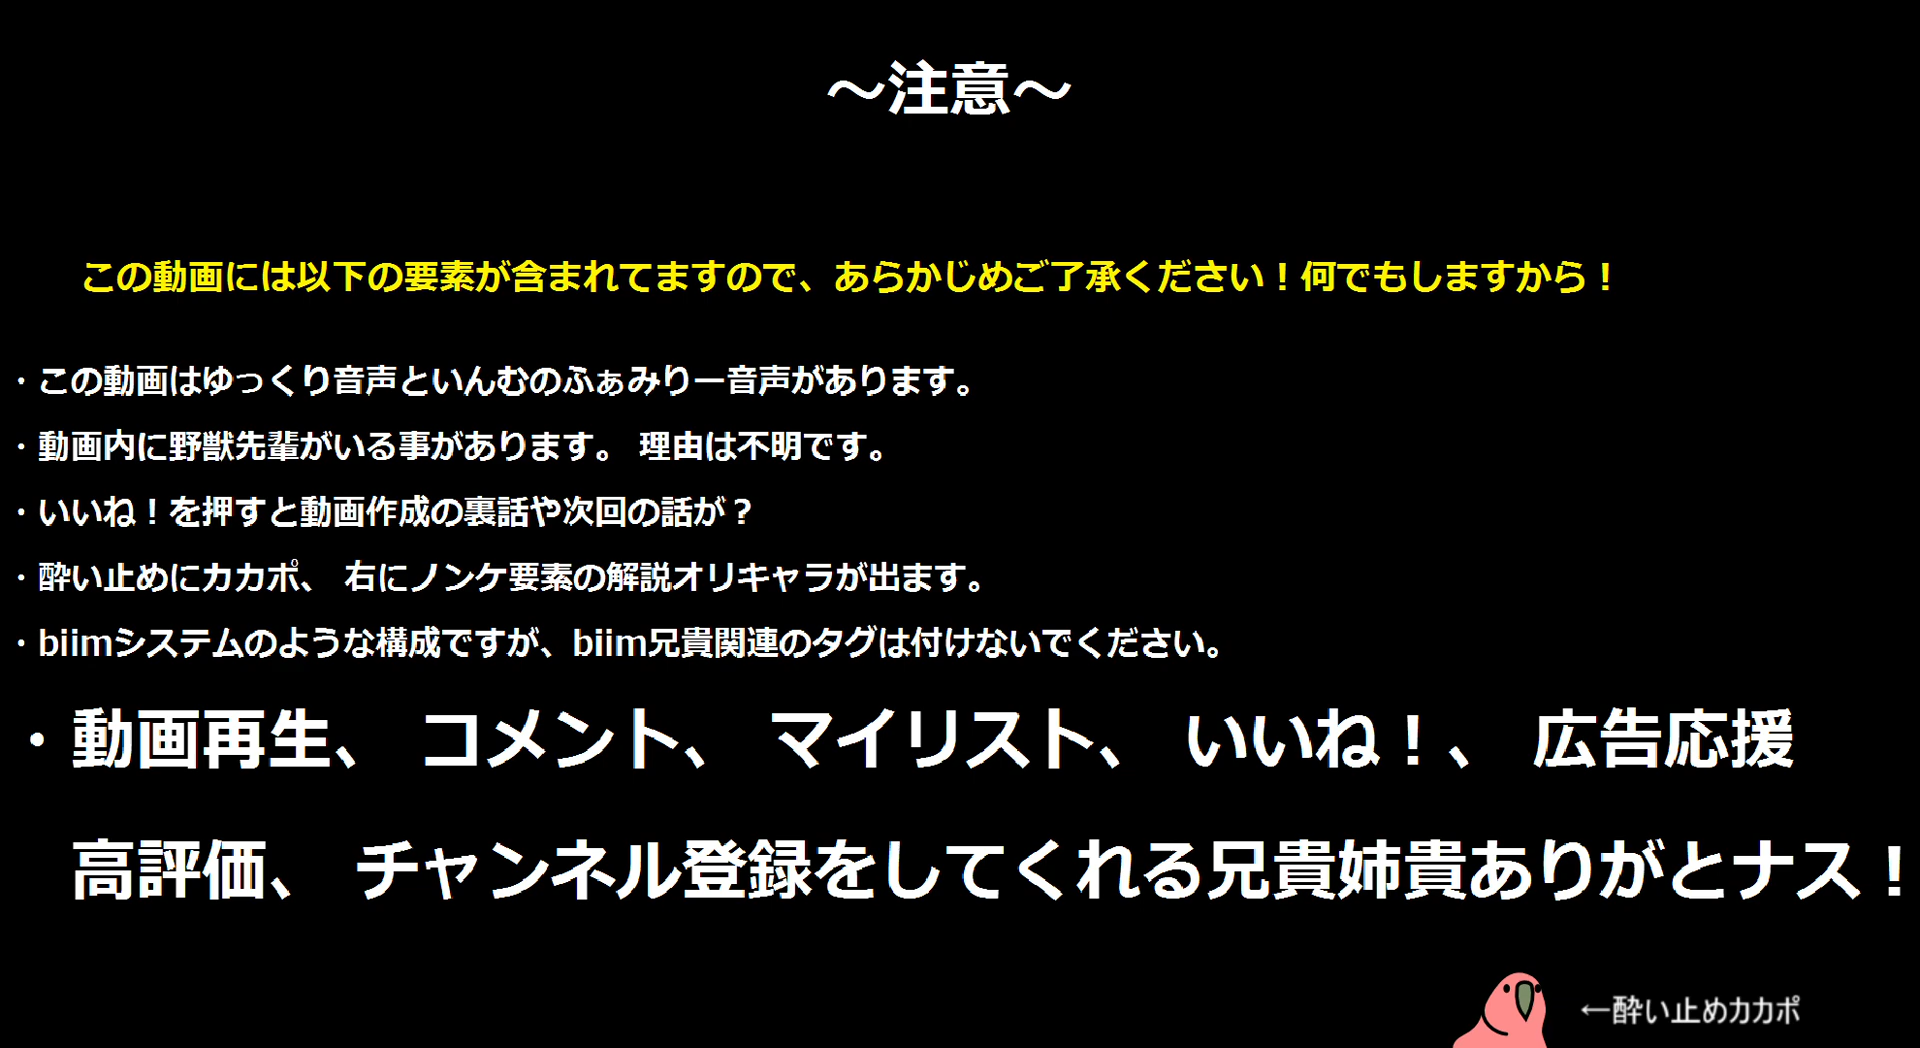 ～注意～
この動画には以下の要素が含まれてますので、あらかじめご了承ください！何でもしますから！
・この動画はゆっくり音声といんむのふぁみりー音声があります。
・動画内に野獣先輩がいる事があります。 理由は不明です。
・いいね！を押すと動画作成の裏話や次回の話が？
・酔い止めにカカポ、 右にノンケ要素の解説オリキャラが出ます。
・biimシステムのような構成ですが、biim兄貴関連のタグは付けないでください。
・動画再生、 コメント、 マイリスト、 いいね！、 広告応援
高評価、 チャンネル登録をしてくれる兄貴姉貴ありがとナス！
←酔い止めカカポ